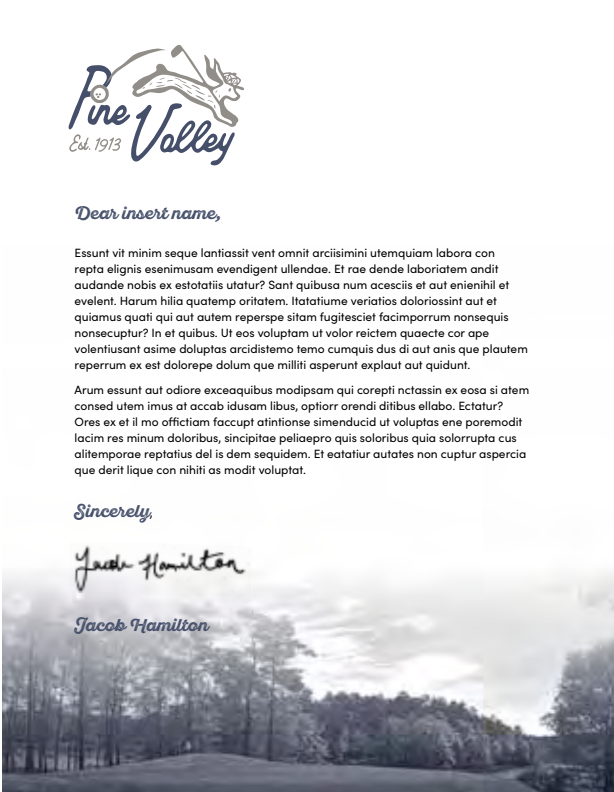 Pine
Est. 1913
Valley
Dear insert name,
Essunt vit minim seque lantiassit vent omnit arciisimini utemquiam labora con
repta elignis esenimusam evendigent ullendae. Et rae dende laboriatem andit
audande nobis ex estotatiis utatur? Sant quibusa num acesciis et aut enienihil et
evelent. Harum hilia quatemp oritatem. Itatatiume veriatios doloriossint aut et
quiamus quati qui aut autem reperspe sitam fugitesciet facimporrum nonsequis
nonsecuptur? In et quibus. Ut eos voluptam ut volor reictem quaecte cor ape
volentiusant asime doluptas arcidistemo temo cumquis dus di aut anis que plautem
reperrum ex est dolorepe dolum que milliti asperunt explaut aut quidunt.
Arum essunt aut odiore exceaquibus modipsam qui corepti nctassin ex eosa si atem
consed utem imus at accab idusam libus, optiorr orendi ditibus ellabo. Ectatur?
Ores ex et il mo offictiam faccupt atintionse simenducid ut voluptas ene poremodit
lacim res minum doloribus, sincipitae peliaepro quis soloribus quia solorrupta cus
alitemporae reptatius del is dem sequidem. Et eatatiur autates non cuptur aspercia
que derit lique con nihiti as modit voluptat.
Sincerely,
Jacob Hamilton
Jacob Hamilton